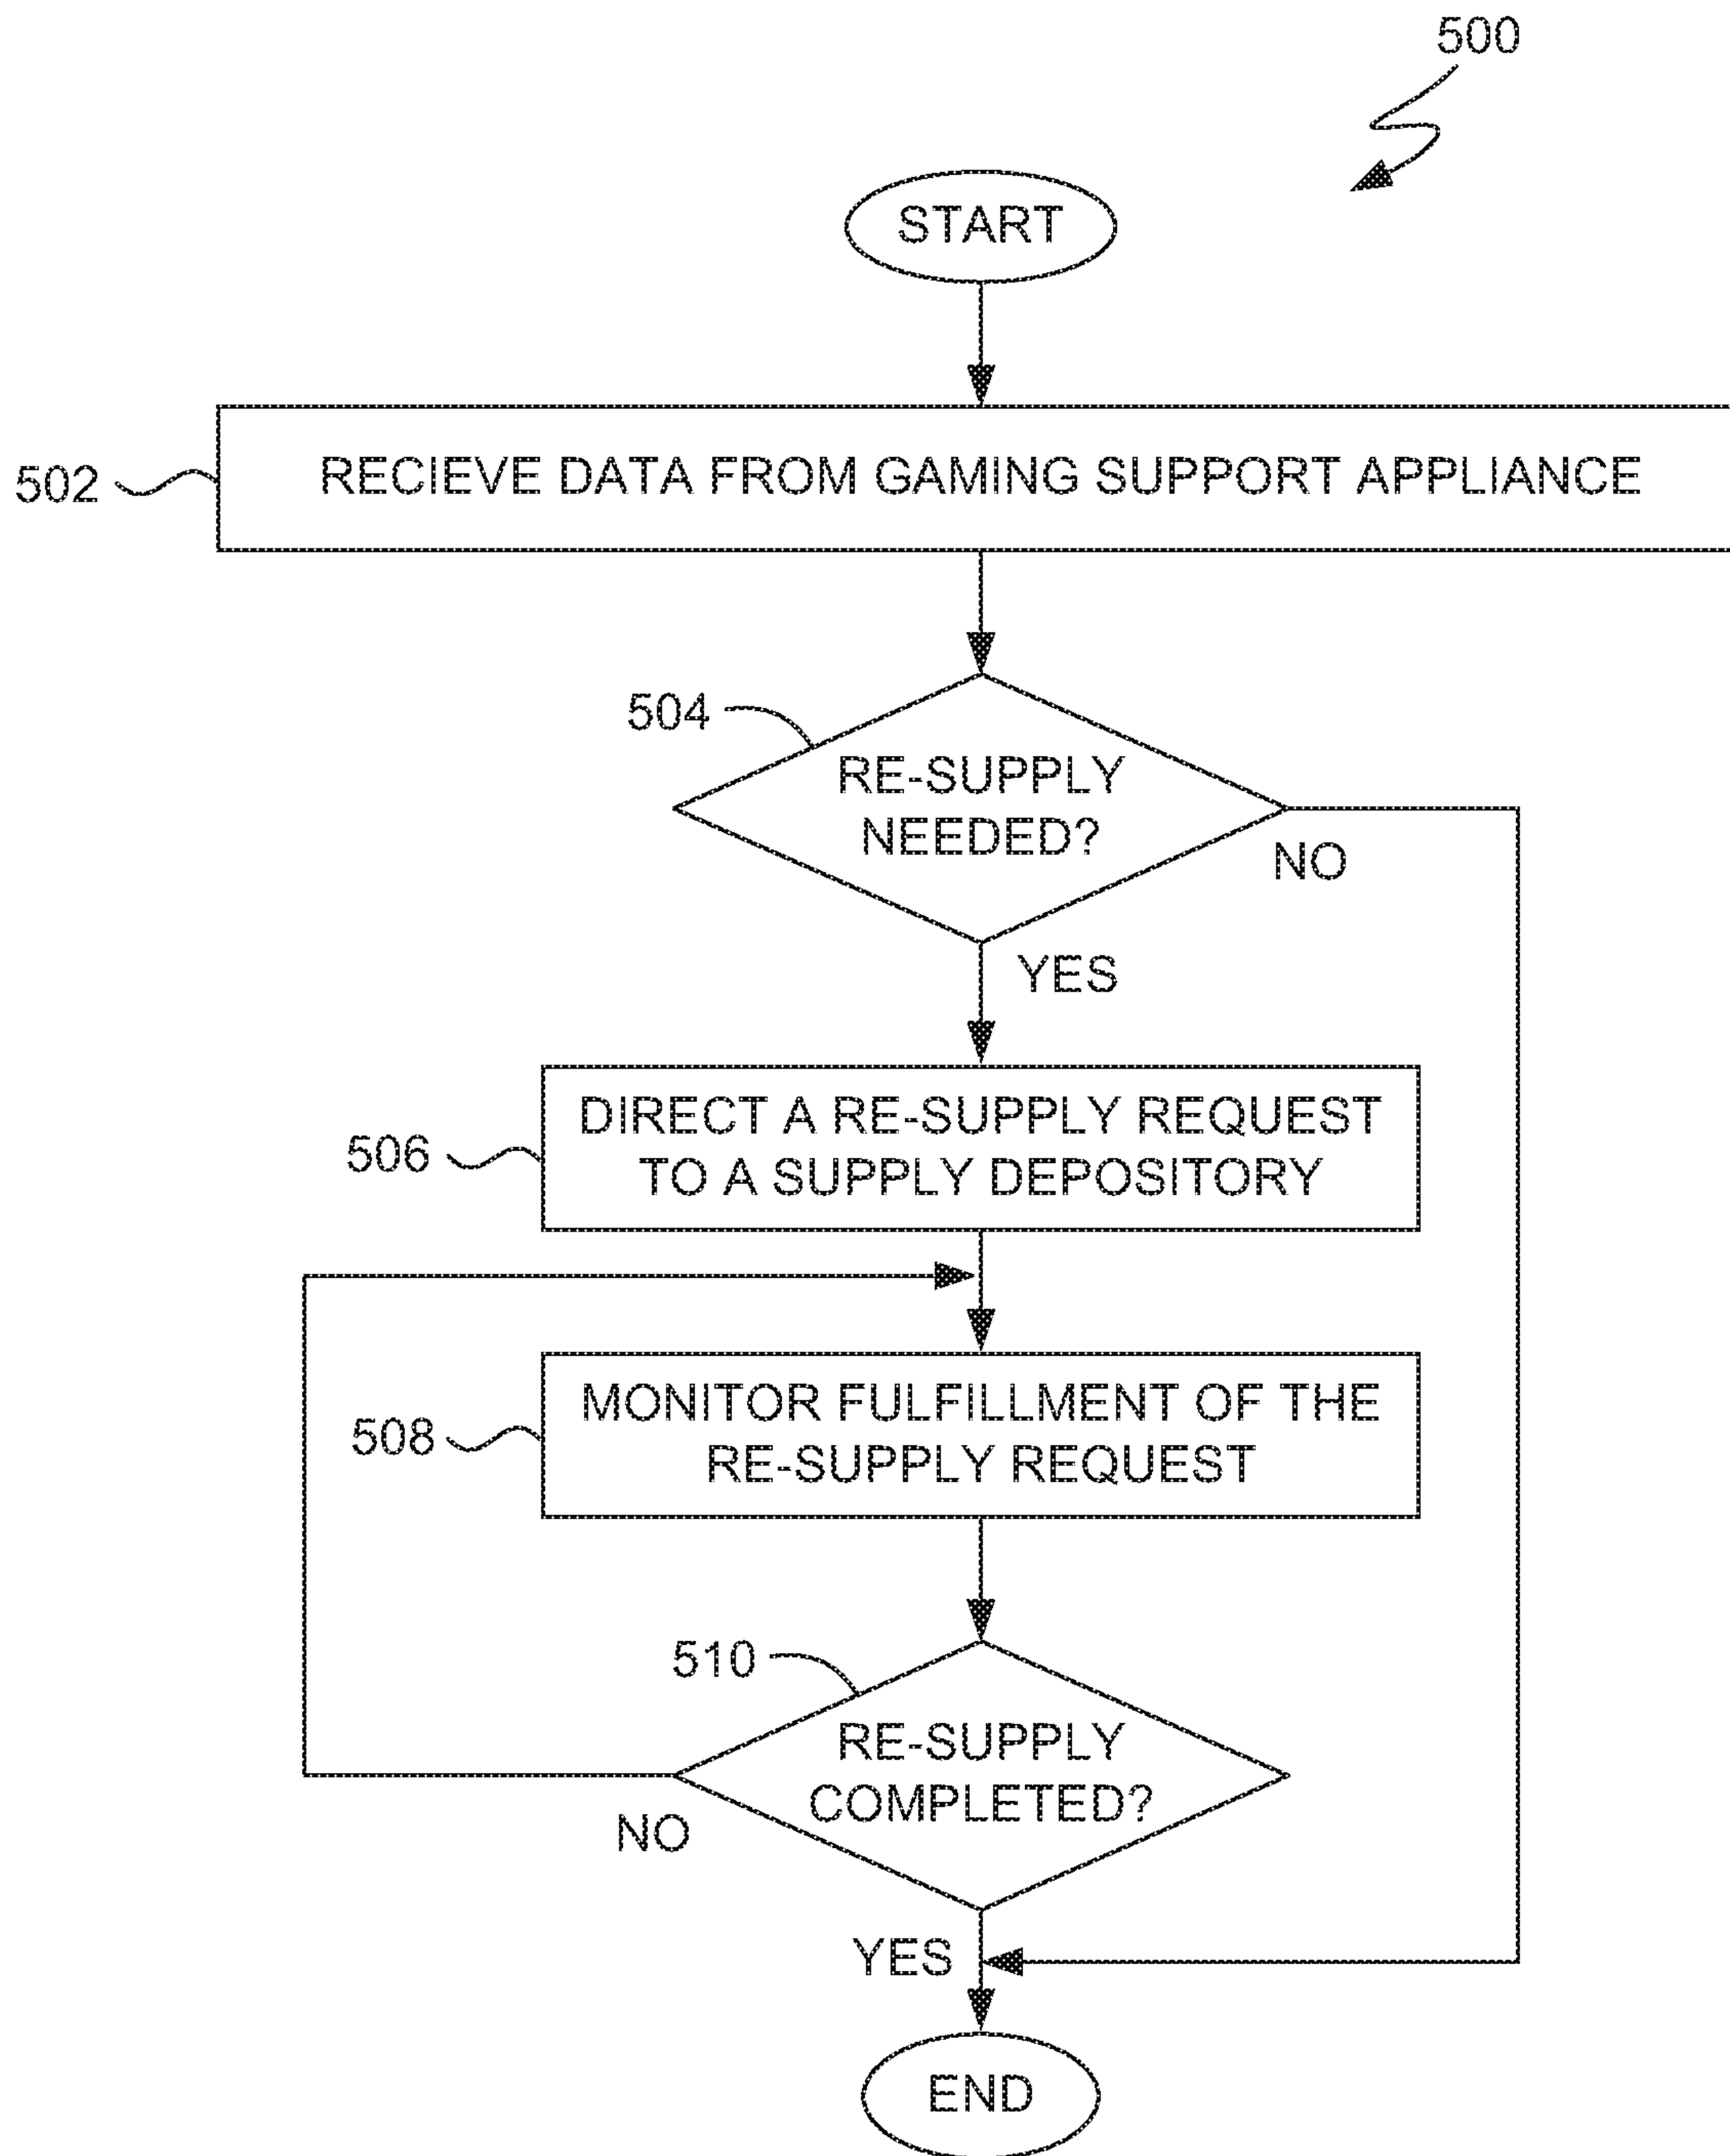 500
START
502
RECIEVE DATA FROM GAMING SUPPORT APPLIANCE
504
RE-SUPPLY
NEEDED?
NO
YES
506
DIRECT A RE-SUPPLY REQUEST
TO A SUPPLY DEPOSITORY
508
MONITOR FULFILLMENT OF THE
RE-SUPPLY REQUEST
510
RE-SUPPLY
COMPLETED?
NO
YES
END